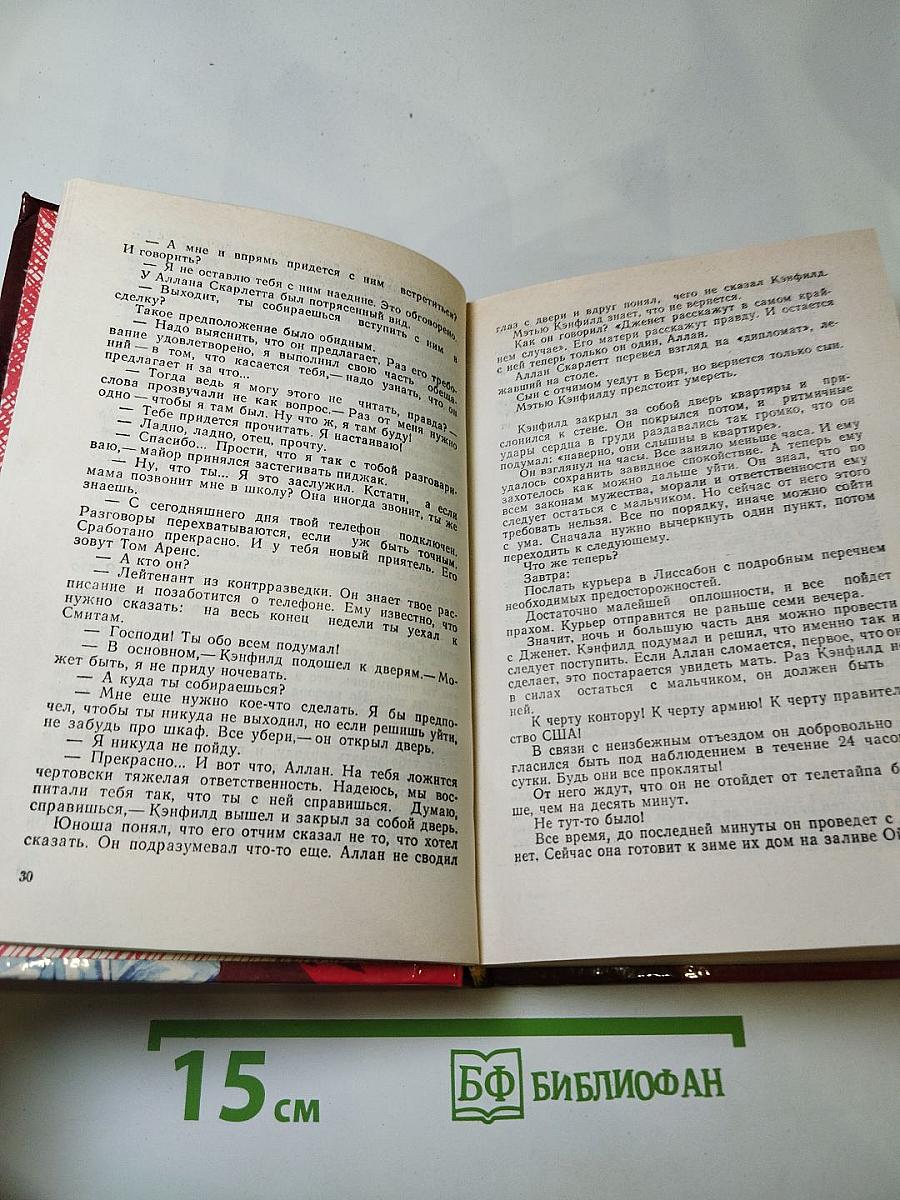 — А мне и впрямь придется с ним встретиться?
И говорить?
— Я не оставлю тебя с ним наедине. Это обговорено.
У Аллана Скарлетта был потрясенный вид.
— Выходит, ты собираешься вступить с ним в
сделку?
Такое предположение было обидным.
— Надо выяснить, что он предлагает. Раз его требо-
вание удовлетворено, я выполнил свою часть обеща-
ний — в том, что касается тебя,— надо узнать, что он
предлагает и за что...
— Тогда ведь я могу этого не читать, правда? —
слова прозвучали не как вопрос.— Раз от меня нужно
одно — чтобы я там был. Ну что ж, я там буду!
— Тебе придется прочитать. Я настаиваю!
— Ладно, ладно, отец, прочту.
— Спасибо... Прости, что я так с тобой разговари-
ваю,— майор принялся застегивать пиджак.
— Ну, что ты... Я это заслужил. Кстати, а если
мама позвонит мне в школу? Она иногда звонит, ты же
знаешь.
— С сегодняшнего дня твой телефон подключен.
Разговоры перехватываются, если уж быть точным.
Сработано прекрасно. И у тебя новый приятель. Его
зовут Том Аренс.
— А кто он?
— Лейтенант из контрразведки. Он знает твое рас-
писание и позаботится о телефоне. Ему известно, что
нужно сказать: на весь конец недели ты уехал к
Смитам.
— Господи! Ты обо всем подумал!
— В основном,— Кэнфилд подошел к дверям.— Мо-
жет быть, я не приду ночевать.
— А куда ты собираешься?
— Мне еще нужно кое-что сделать. Я бы предпо-
чел, чтобы ты никуда не выходил, но если решишь уйти,
не забудь про шкаф. Все убери,— он открыл дверь.
— Я никуда не пойду.
— Прекрасно... И вот что, Аллан. На тебя ложится
чертовски тяжелая ответственность. Надеюсь, мы вос-
питали тебя так, что ты с ней справишься. Думаю,
справишься,— Кэнфилд вышел и закрыл за собой дверь.
Юноша понял, что его отчим сказал не то, что хотел
сказать. Он подразумевал что-то еще. Аллан не сводил
30
глаз с двери и вдруг понял, чего не сказал Кэнфилд.
Мэтью Кэнфилд знает, что не вернется.
Как он говорил? «Дженет расскажут в самом край-
нем случае». Его матери расскажут правду. И остается
с ней теперь только он один, Аллан.
Аллан Скарлетт перевел взгляд на «дипломат», ле-
жавший на столе.
Сын с отчимом уедут в Берн, но вернется только сын.
Мэтью Кэнфилду предстоит умереть.
Кэнфилд закрыл за собой дверь квартиры и при-
слонился к стене. Он покрылся потом, и ритмичные
удары сердца в груди раздавались так громко, что он
подумал: «наверно, они слышны в квартире».
Он взглянул на часы. Все заняло меньше часа. И ему
удалось сохранить завидное спокойствие. А теперь ему
захотелось как можно дальше уйти. Он знал, что по
всем законам мужества, морали и ответственности ему
следует остаться с мальчиком. Но сейчас от него этого
требовать нельзя. Все по порядку, иначе можно сойти
с ума. Сначала нужно вычеркнуть один пункт, потом
переходить к следующему.
Что же теперь?
Завтра:
Послать курьера в Лиссабон с подробным перечнем
необходимых предосторожностей.
Достаточно малейшей оплошности, и все пойдет
прахом. Курьер отправится не раньше семи вечера.
Значит, ночь и большую часть дня можно провести
с Дженет. Кэнфилд подумал и решил, что именно так и
следует поступить. Если Аллан сломается, первое, что он
сделает, это постарается увидеть мать. Раз Кэнфилд не
в силах остаться с мальчиком, он должен быть
ней.
К черту контору! К черту армию! К черту правител
ство США!
В связи с неизбежным отъездом он добровольно
гласился быть под наблюдением в течение 24 часо
сутки. Будь они все прокляты!
От него ждут, что он не отойдет от телетайпа б
ше, чем на десять минут.
Не тут-то было!
Все время, до последней минуты он проведет с
нет. Сейчас она готовит к зиме их дом на заливе Ой
15 см
БФ БИБЛИОФАН